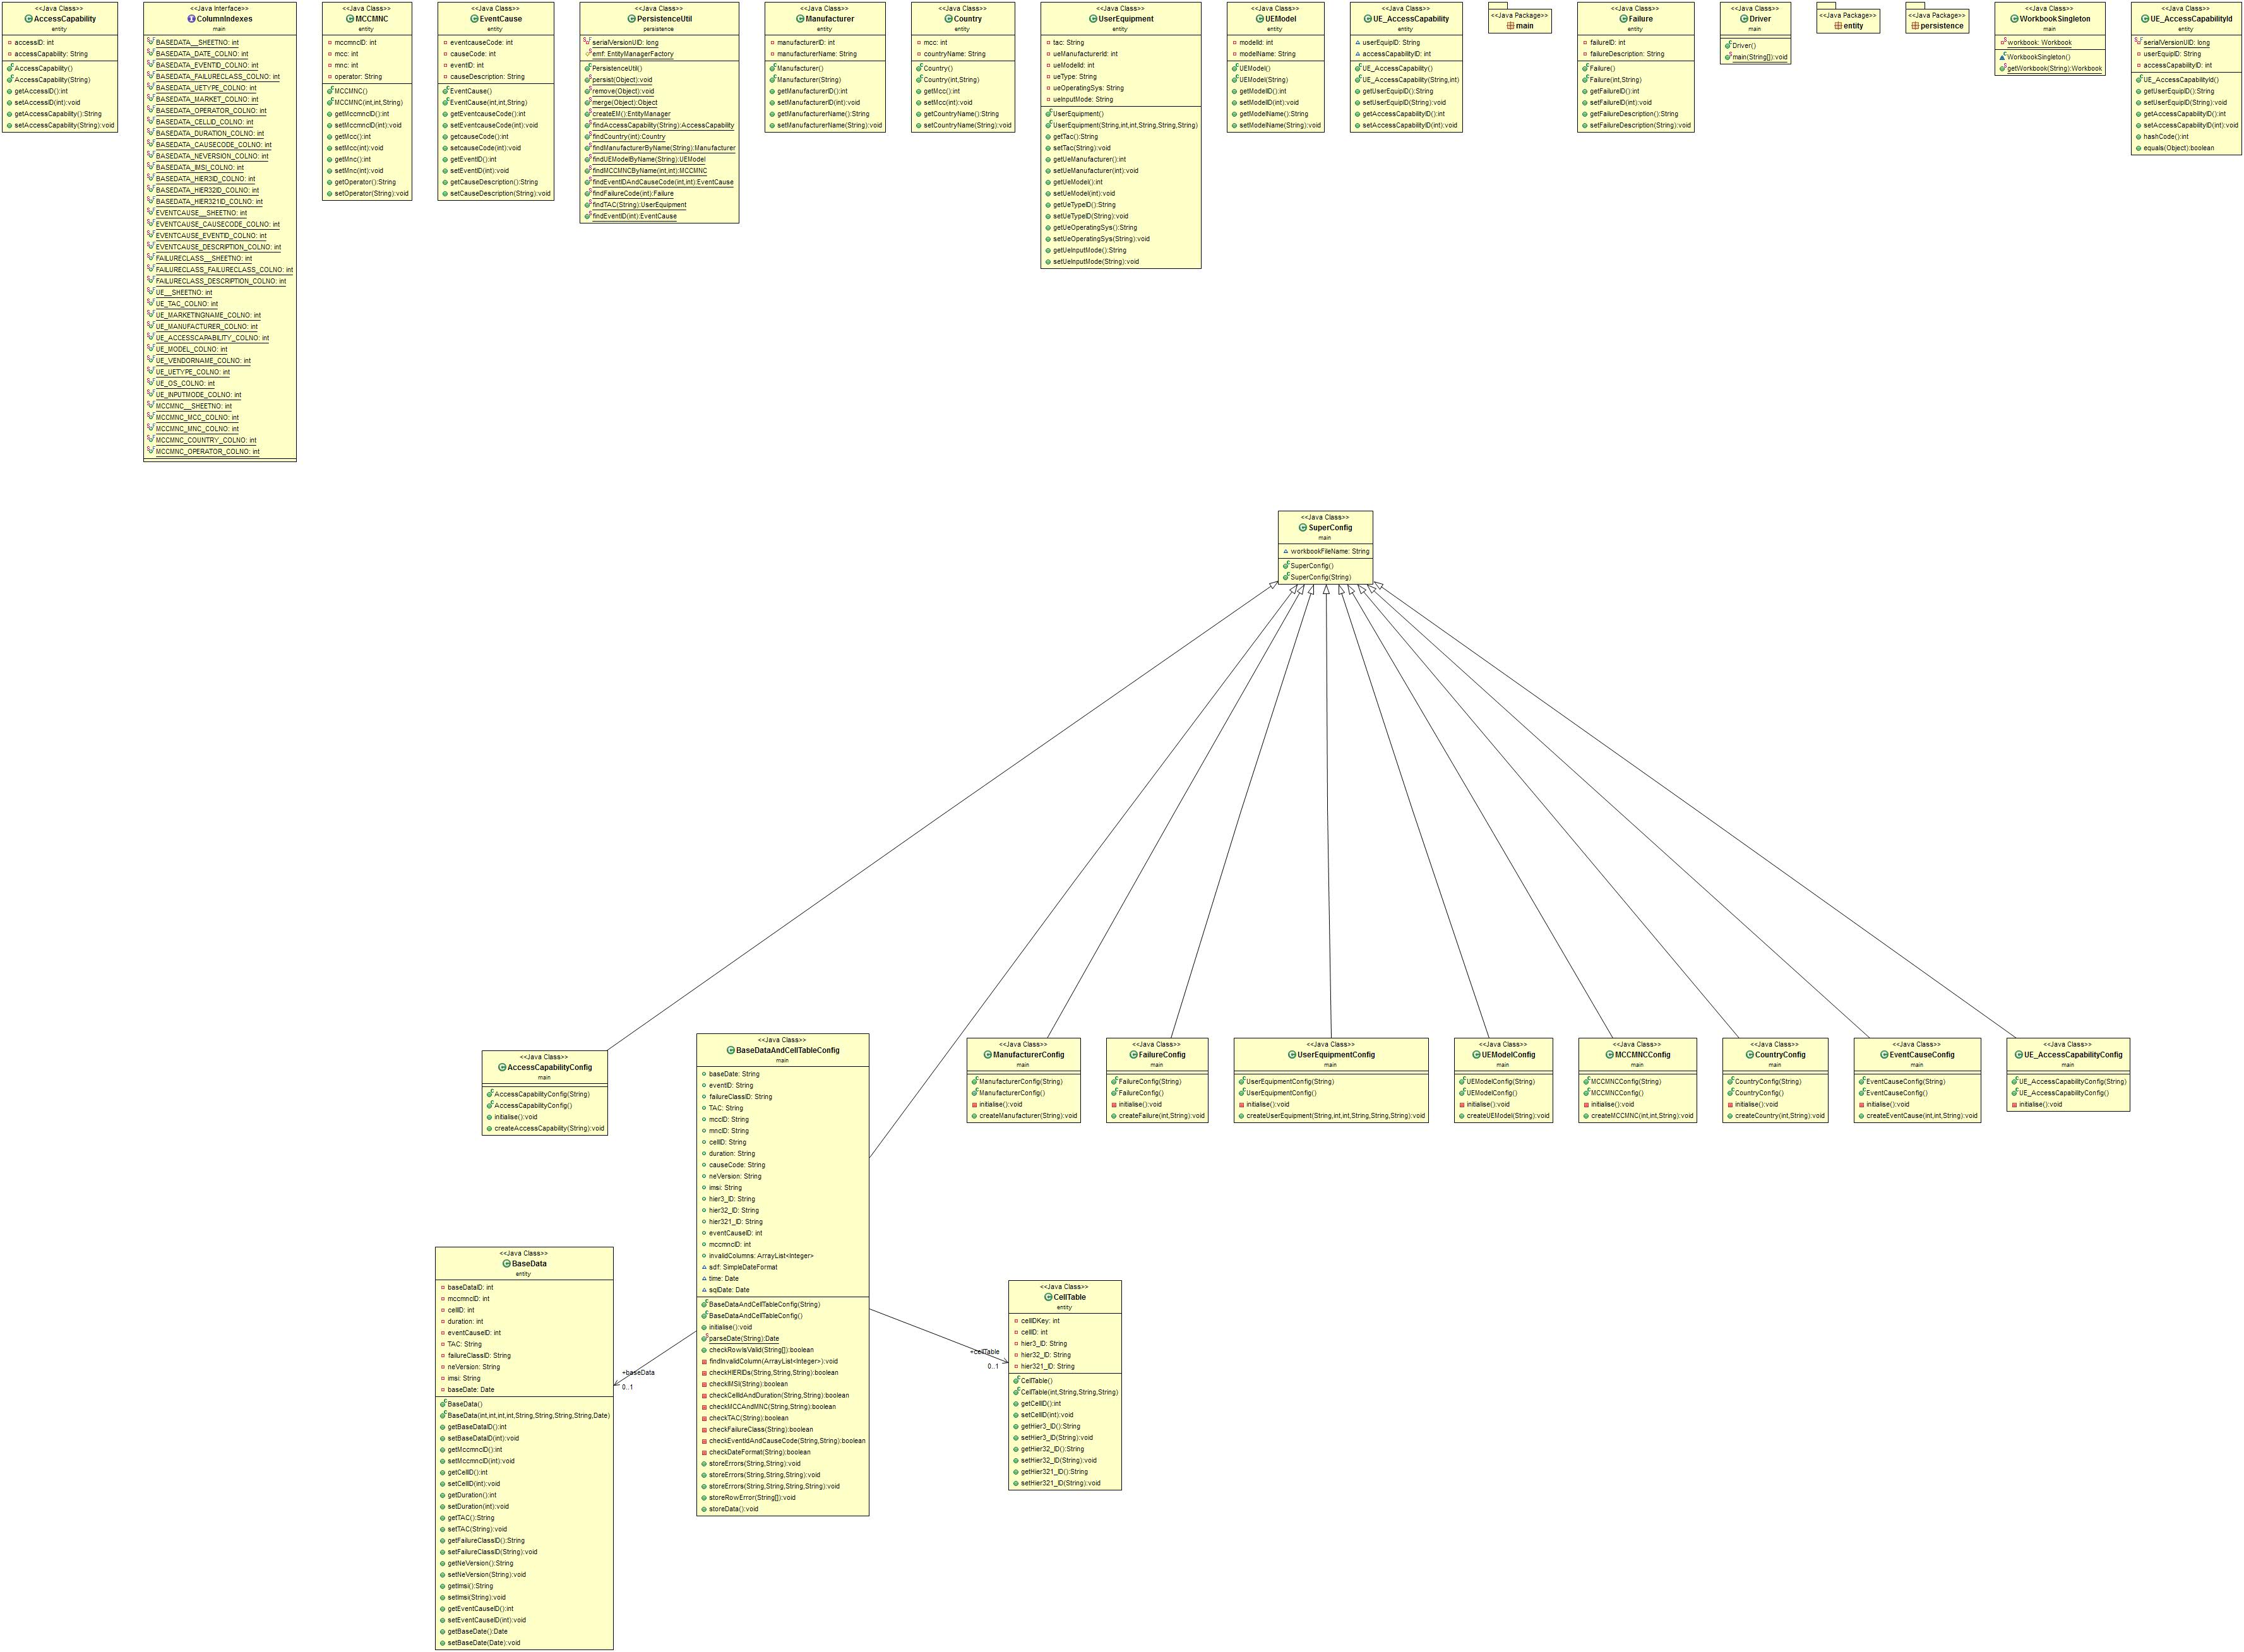 <<Java Class>>
AccessCapability
entity
accessID: int
accessCapability: String
AccessCapability()
AccessCapability(String)
getAccessID():int
setAccessID(int):void
getAccessCapability():String
setAccessCapability(String):void
<<Java Interface>>
ColumnIndexes
main
BASEDATA__SHEETNO: int
BASEDATA_DATE_COLNO: int
BASEDATA_EVENTID_COLNO: int
BASEDATA_FAILURECLASS_COLNO: int
BASEDATA_UETYPE_COLNO: int
BASEDATA_MARKET_COLNO: int
BASEDATA_OPERATOR_COLNO: int
BASEDATA_CELLID_COLNO: int
BASEDATA_DURATION_COLNO: int
BASEDATA_CAUSECODE_COLNO: int
BASEDATA_NEVERSION_COLNO: int
BASEDATA_IMSI_COLNO: int
BASEDATA_HIER3ID_COLNO: int
BASEDATA_HIER32ID_COLNO: int
BASEDATA_HIER321ID_COLNO: int
EVENTCAUSE__SHEETNO: int
EVENTCAUSE_CAUSECODE_COLNO: int
EVENTCAUSE_EVENTID_COLNO: int
EVENTCAUSE_DESCRIPTION_COLNO: int
FAILURECLASS__SHEETNO: int
FAILURECLASS_FAILURECLASS_COLNO: int
FAILURECLASS_DESCRIPTION_COLNO: int
UE__SHEETNO: int
UE_TAC_COLNO: int
UE_MARKETINGNAME_COLNO: int
UE_MANUFACTURER_COLNO: int
UE_ACCESSCAPABILITY_COLNO: int
UE_MODEL_COLNO: int
UE_VENDORNAME_COLNO: int
UE_UETYPE_COLNO: int
UE_OS_COLNO: int
UE_INPUTMODE_COLNO: int
MCCMNC__SHEETNO: int
MCCMNC_MCC_COLNO: int
MCCMNC_MNC_COLNO: int
MCCMNC_COUNTRY_COLNO: int
MCCMNC_OPERATOR_COLNO: int
<<Java Class>>
MCCMNC
entity
mccmncID: int
mcc: int
mnc: int
operator: String
MCCMNC()
MCCMNC(int,int,String)
getMccmncID():int
setMccmncID(int):void
getMcc():int
setMcc(int):void
getMnc():int
setMnc(int):void
getOperator():String
setOperator(String):void
<<Java Class>>
EventCause
entity
eventcauseCode: int
causeCode: int
eventID: int
causeDescription: String
EventCause()
EventCause(int,int,String)
getEventcauseCode():int
setEventcauseCode(int):void
getcauseCode():int
setcauseCode(int):void
getEventID():int
setEventID(int):void
getCauseDescription():String
setCauseDescription(String):void
<<Java Class>>
PersistenceUtil
persistence
serialVersionUID: long
emf: EntityManagerFactory
PersistenceUtil()
persist(Object):void
remove(Object):void
merge(Object):Object
createEM():EntityManager
findAccessCapability(String):AccessCapability
findCountry(int):Country
findManufacturerByName(String):Manufacturer
findUEModelByName(String):UEModel
findMCCMNCByName(int,int):MCCMNC
findEventIDAndCauseCode(int,int):EventCause
findFailureCode(int):Failure
findTAC(String):UserEquipment
findEventID(int):EventCause
<<Java Class>>
Manufacturer
entity
manufacturerID: int
manufacturerName: String
Manufacturer()
Manufacturer(String)
getManufacturerID():int
setManufacturerID(int):void
getManufacturerName():String
setManufacturerName(String):void
<<Java Class>>
Country
entity
mcc: int
countryName: String
Country()
Country(int,String)
getMcc():int
setMcc(int):void
getCountryName():String
setCountryName(String):void
<<Java Class>>
UserEquipment
entity
tac: String
ueManufacturerId: int
ueModelId: int
ueType: String
ueOperatingSys: String
ueInputMode: String
UserEquipment()
UserEquipment(String,int,int,String,String,String)
getTac():String
setTac(String):void
getUeManufacturer():int
setUeManufacturer(int):void
getUeModel():int
setUeModel(int):void
getUeTypeID():String
setUeTypeID(String):void
getUeOperatingSys():String
setUeOperatingSys(String):void
getUeInputMode():String
setUeInputMode(String):void
<<Java Class>>
UEModel
entity
modelId: int
modelName: String
UEModel()
UEModel(String)
getModelID():int
setModelID(int):void
getModelName():String
setModelName(String):void
<<Java Class>>
UE_AccessCapability
entity
userEquipID: String
accessCapabilityID: int
UE_AccessCapability()
UE_AccessCapability(String,int)
getUserEquipID():String
setUserEquipID(String):void
getAccessCapabilityID():int
setAccessCapabilityID(int):void
<<Java Package>>
main
<<Java Class>>
Failure
entity
failureID: int
failureDescription: String
Failure()
Failure(int,String)
getFailureID():int
setFailureID(int):void
getFailureDescription():String
setFailureDescription(String):void
<<Java Class>>
Driver
main
Driver()
main(String[]):void
<<Java Package>>
entity
<<Java Package>>
persistence
<<Java Class>>
WorkbookSingleton
main
workbook: Workbook
WorkbookSingleton()
getWorkbook(String):Workbook
<<Java Class>>
UE_AccessCapabilityId
entity
serialVersionUID: long
userEquipID: String
accessCapabilityID: int
UE_AccessCapabilityId()
getUserEquipID():String
setUserEquipID(String):void
getAccessCapabilityID():int
setAccessCapabilityID(int):void
hashCode():int
equals(Object):boolean
<<Java Class>>
SuperConfig
main
workbookFileName: String
SuperConfig()
SuperConfig(String)
<<Java Class>>
AccessCapabilityConfig
main
AccessCapabilityConfig(String)
AccessCapabilityConfig()
initialise():void
createAccessCapability(String):void
<<Java Class>>
BaseDataAndCellTableConfig
main
baseDate: String
eventID: String
failureClassID: String
TAC: String
mccID: String
mncID: String
cellID: String
duration: String
causeCode: String
neVersion: String
imsi: String
hier3_ID: String
hier32_ID: String
hier321_ID: String
eventCauseID: int
mccmncID: int
invalidColumns: ArrayList<Integer>
sdf: SimpleDateFormat
time: Date
sqlDate: Date
BaseDataAndCellTableConfig(String)
BaseDataAndCellTableConfig()
initialise():void
parseDate(String):Date
checkRowIsValid(String[]):boolean
findInvalidColumn(ArrayList<Integer>):void
checkHIERIDs(String,String,String):boolean
checkIMSI(String):boolean
checkCellIdAndDuration(String,String):boolean
checkMCCAndMNC(String,String):boolean
checkTAC(String):boolean
checkFailureClass(String):boolean
checkEventIdAndCauseCode(String,String):boolean
checkDateFormat(String):boolean
storeErrors(String,String):void
storeErrors(String,String,String):void
storeErrors(String,String,String,String):void
storeRowError(String[]):void
storeData():void
<<Java Class>>
ManufacturerConfig
main
ManufacturerConfig(String)
ManufacturerConfig()
initialise():void
createManufacturer(String):void
<<Java Class>>
FailureConfig
main
FailureConfig(String)
FailureConfig()
initialise():void
createFailure(int,String):void
<<Java Class>>
UserEquipmentConfig
main
UserEquipmentConfig(String)
UserEquipmentConfig()
initialise():void
createUserEquipment(String,int,int,String,String,String):void
<<Java Class>>
UEModelConfig
main
UEModelConfig(String)
UEModelConfig()
initialise():void
createUEModel(String):void
<<Java Class>>
MCCMNCConfig
main
MCCMNCConfig(String)
MCCMNCConfig()
initialise():void
createMCCMNC(int,int,String):void
<<Java Class>>
CountryConfig
main
CountryConfig(String)
CountryConfig()
initialise():void
createCountry(int,String):void
<<Java Class>>
EventCauseConfig
main
EventCauseConfig(String)
EventCauseConfig()
initialise():void
createEventCause(int,int,String):void
<<Java Class>>
UE_AccessCapabilityConfig
main
UE_AccessCapabilityConfig(String)
UE_AccessCapabilityConfig()
initialise():void
<<Java Class>>
BaseData
entity
baseDataID: int
mccmncID: int
cellID: int
duration: int
eventCauseID: int
TAC: String
failureClassID: String
neVersion: String
imsi: String
baseDate: Date
BaseData()
BaseData(int,int,int,int,String,String,String,String,Date)
getBaseDataID():int
setBaseDataID(int):void
getMccmncID():int
setMccmncID(int):void
getCellID():int
setCellID(int):void
getDuration():int
setDuration(int):void
getTAC():String
setTAC(String):void
getFailureClassID():String
setFailureClassID(String):void
getNeVersion():String
setNeVersion(String):void
getImsi():String
setImsi(String):void
getEventCauseID():int
setEventCauseID(int):void
getBaseDate():Date
setBaseDate(Date):void
+baseData
0..1
+cellTable
0..1
<<Java Class>>
CellTable
entity
cellIDKey: int
cellID: int
hier3_ID: String
hier32_ID: String
hier321_ID: String
CellTable()
CellTable(int,String,String,String)
getCellID():int
setCellID(int):void
getHier3_ID():String
setHier3_ID(String):void
getHier32_ID():String
setHier32_ID(String):void
getHier321_ID():String
setHier321_ID(String):void